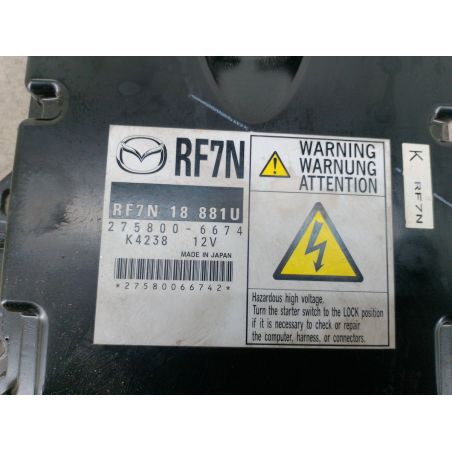 RF7N
RF7N 18 881U
275800-6674
K4238 12V
MADE IN JAPAN
*27580066742*
WARNING
WARNUNG
ATTENTION
Hazardous high voltage.
Turn the starter switch to the LOCK position
if it is necessary to check or repair
the computer, harness, or connectors.
K RF7N